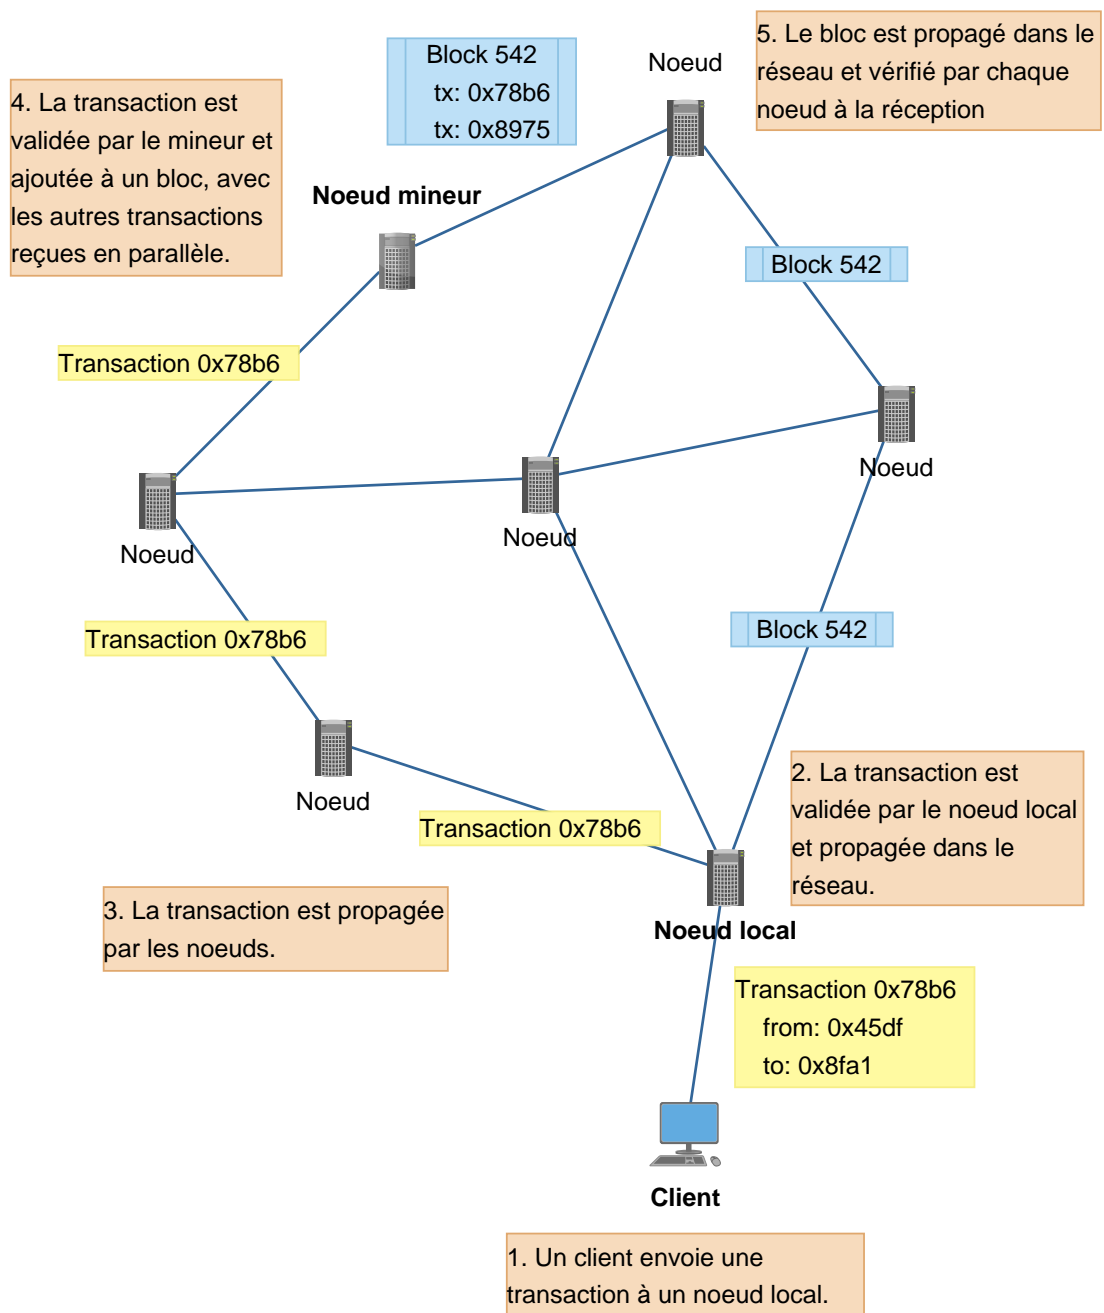 Block 542
tx: 0x78b6
tx: 0x8975
Noeud
5. Le bloc est propagé dans le
réseau et vérifié par chaque
noeud à la réception
4. La transaction est
validée par le mineur et
ajoutée à un bloc, avec
les autres transactions
reçues en parallèle.
Noeud mineur
Block 542
Transaction 0x78b6
Noeud
Noeud
Noeud
Transaction 0x78b6
Block 542
Noeud
Transaction 0x78b6
2. La transaction est
validée par le noeud local
et propagée dans le
réseau.
3. La transaction est propagée
par les noeuds.
Noeud local
Transaction 0x78b6
from: 0x45df
to: 0x8fa1
Client
1. Un client envoie une
transaction à un noeud local.